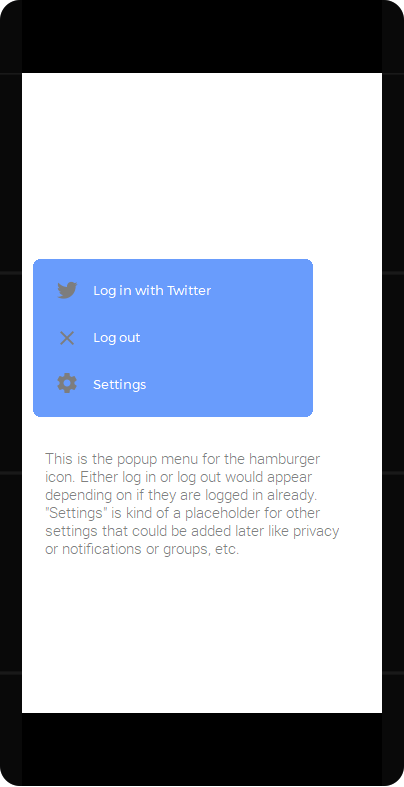 Log in with Twitter
Log out
Settings
This is the popup menu for the hamburger
icon. Either log in or log out would appear
depending on if they are logged in already.
"Settings" is kind of a placeholder for other
settings that could be added later like privacy
or notifications or groups, etc.